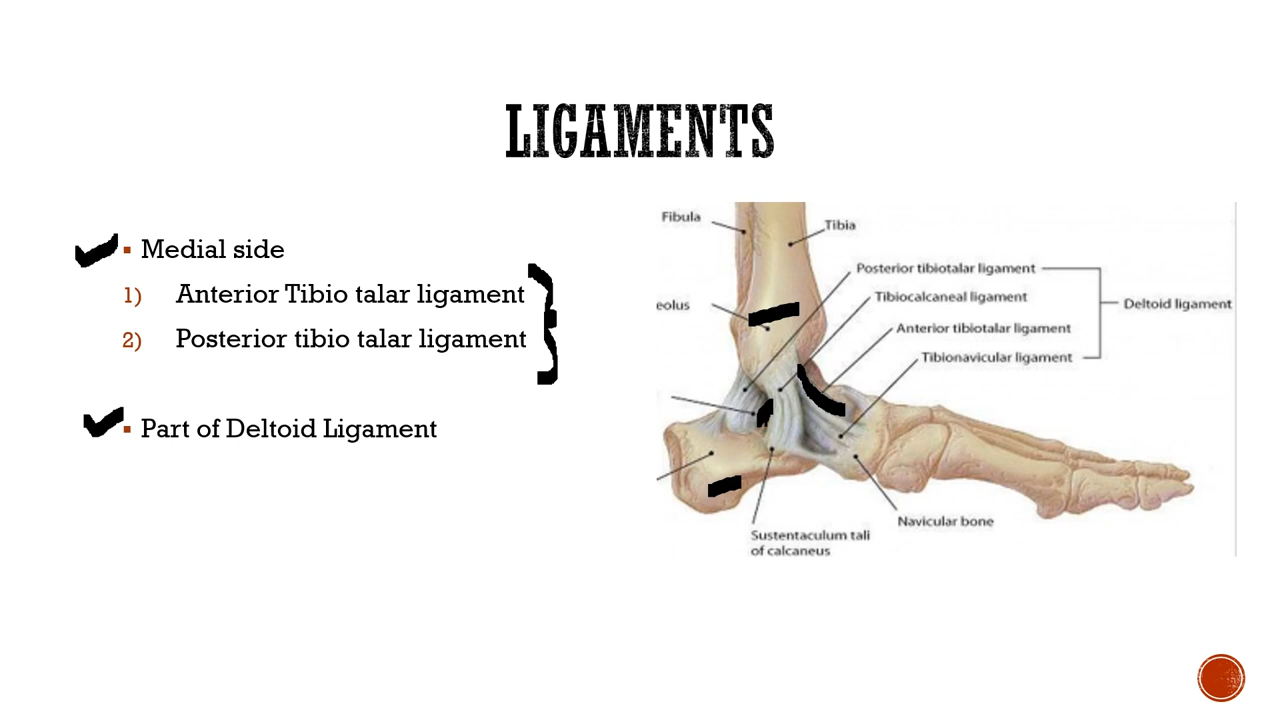 LIGAMENTS
▪ Medial side
1) Anterior Tibio talar ligament
2) Posterior tibio talar ligament
▪ Part of Deltoid Ligament
Fibula
Tibia
Posterior tibiotalar ligament
Tibiocalcaneal ligament
eolus
Deltoid ligament
Anterior tibiotalar ligament
Tibionavicular ligament
Navicular bone
Sustentaculum tali
of calcaneus